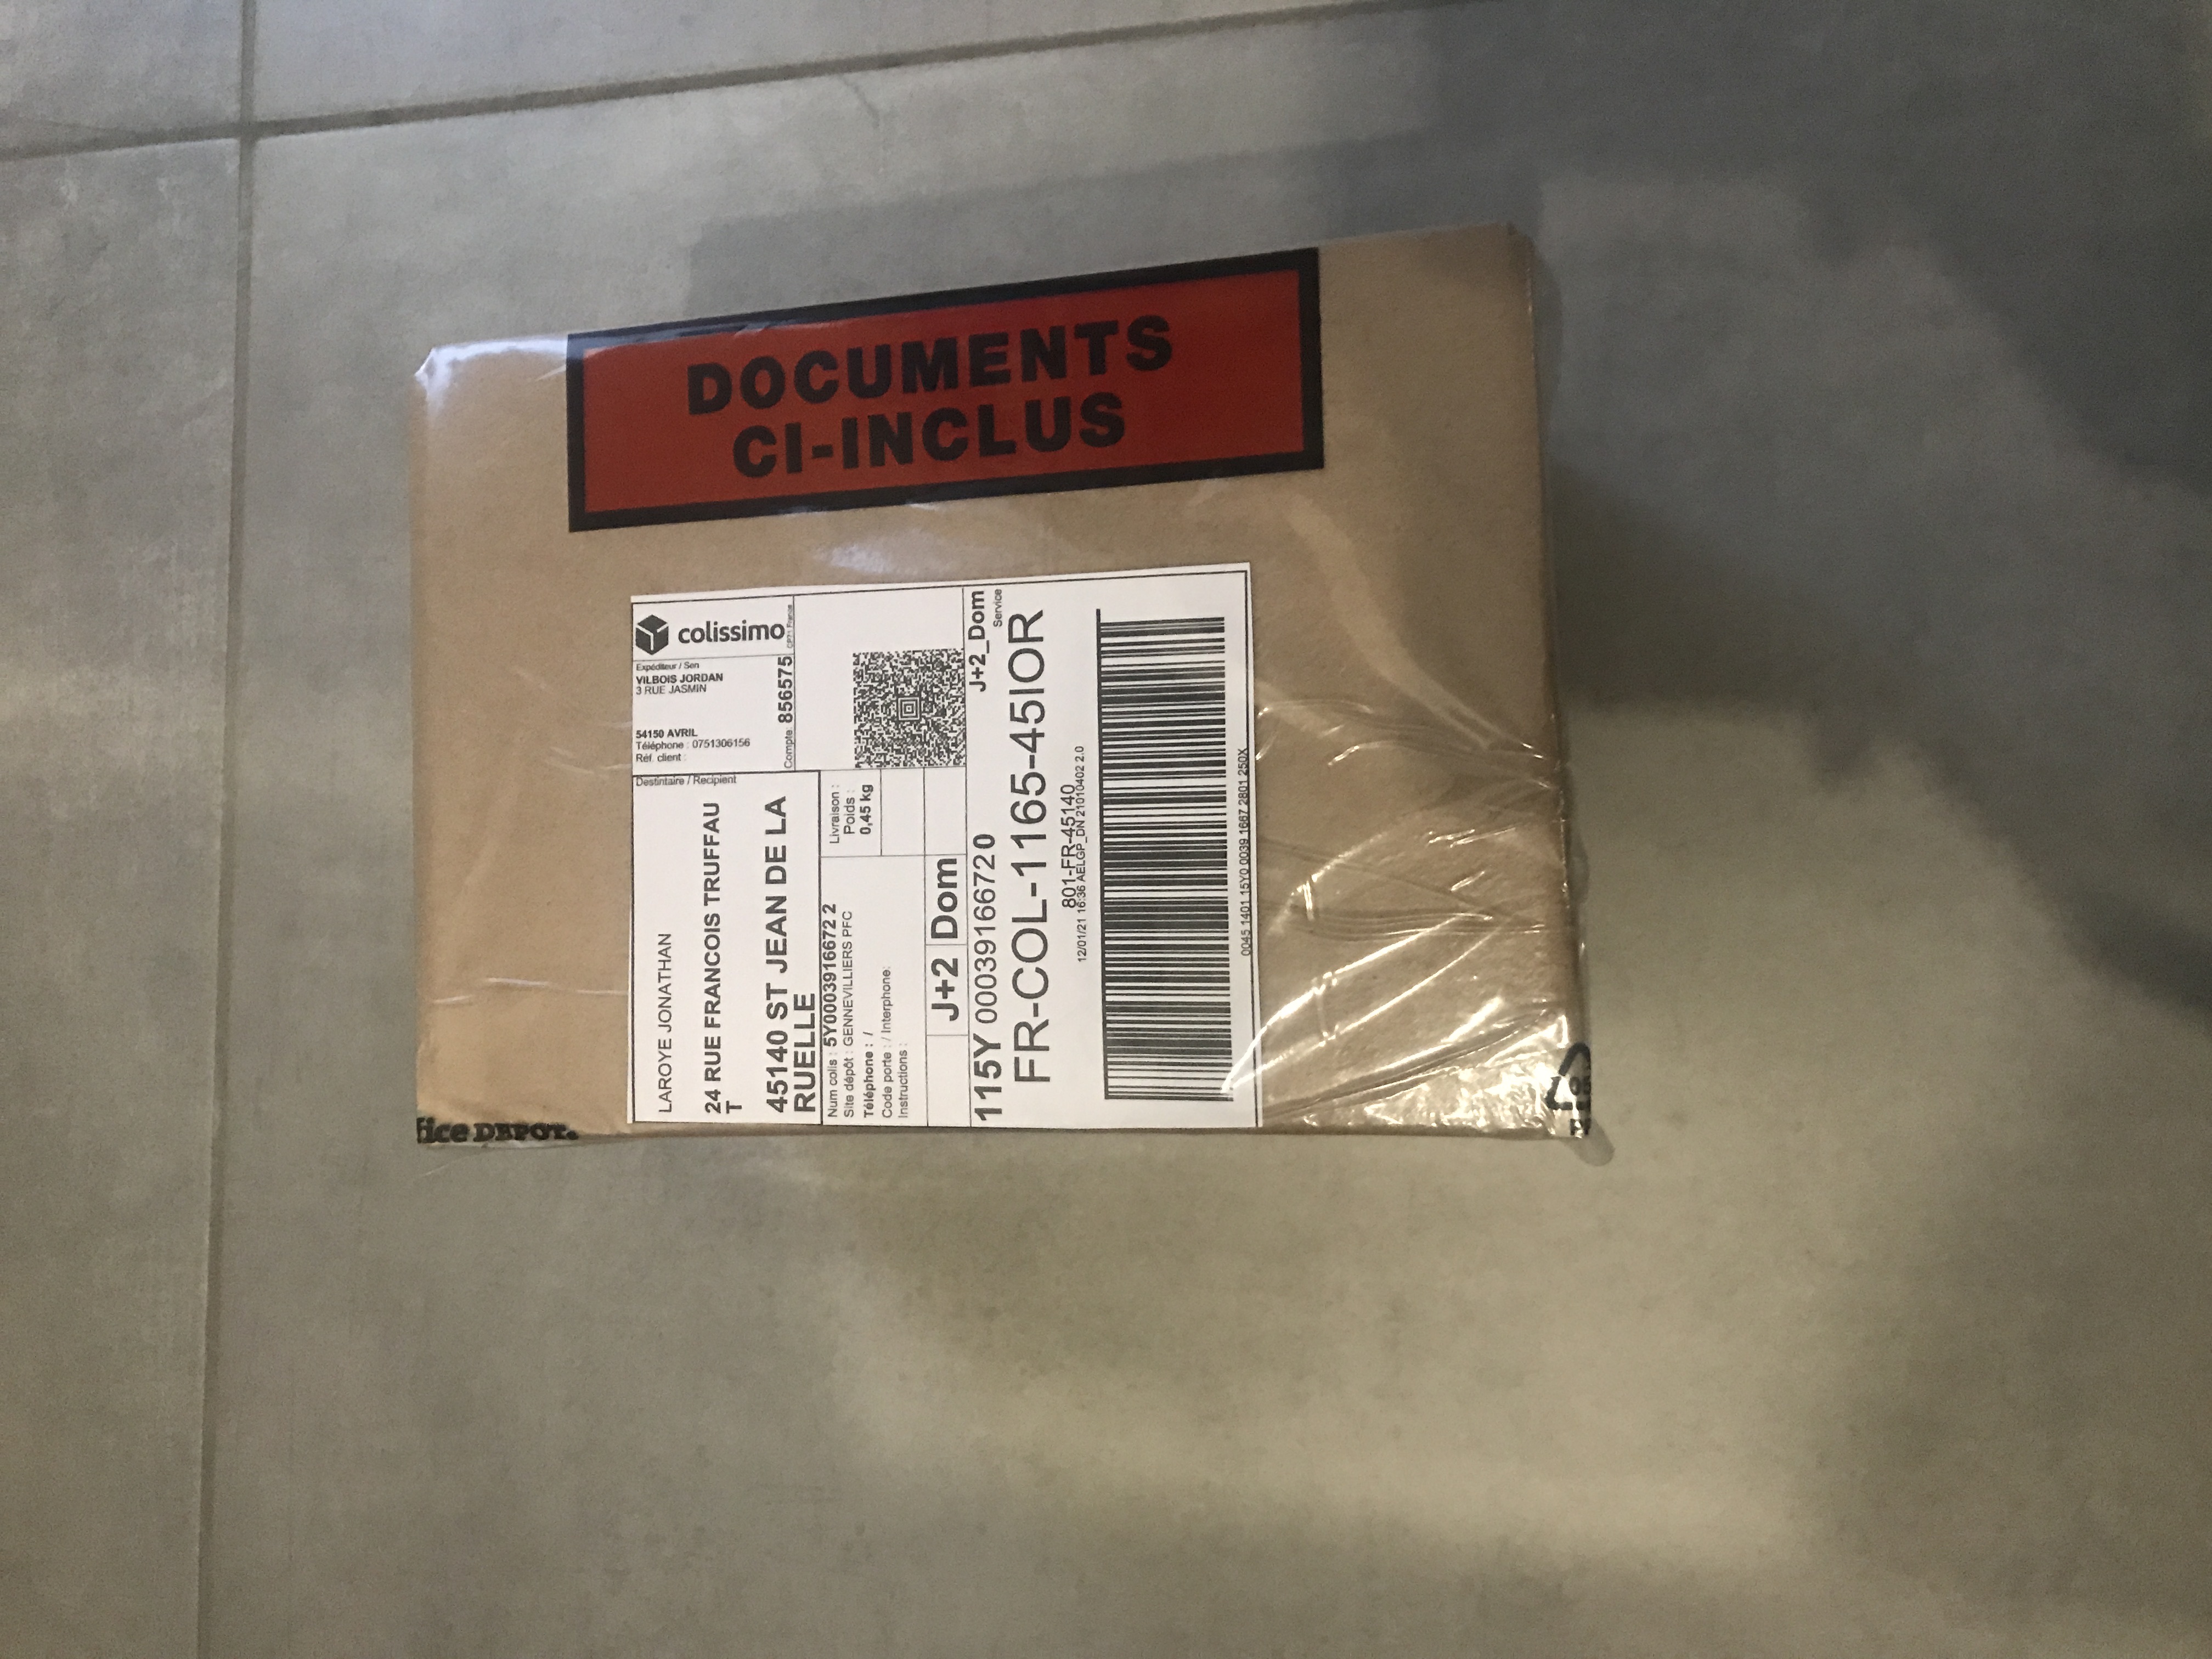 DOCUMENTS
CI-INCLUS
colissimo
Expéditeur / Sen
VILBOIS JORDAN
3 RUE JASMIN
54150 AVRIL
Téléphone : 0751306156
Réf. client :
Compte 856575
Destintaire / Recipient
LAROYE JONATHAN
24 RUE FRANCOIS TRUFFAU
T
45140 ST JEAN DE LA
RUELLE
Num colis : 5Y00039166672 2
Site dépôt : GENNEVILLIERS PFC
Téléphone : /
Code porte : / Interphone:
Instructions :
Livraison :
Poids :
0,45 kg
J+2 Dom
J+2_Dom
Service
115Y 00039166720
FR-COL-1165-45IOR
801-FR-45140
12/01/21 16:36 AELGP_DN 21010402 2.0
0045 1401 15Y0 0039 1667 2801 250X
fice DEPOT.